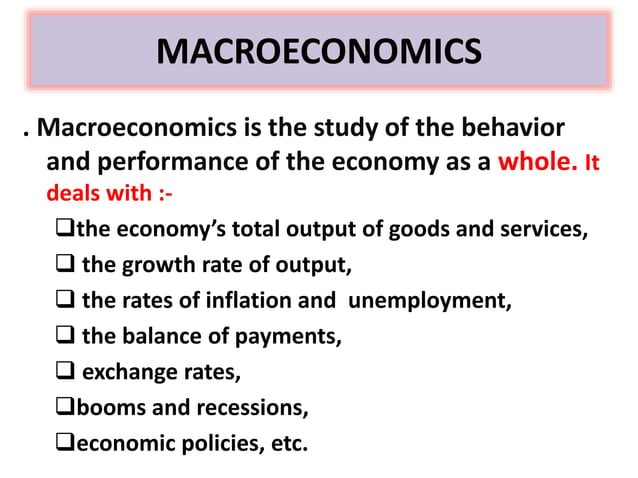 MACROECONOMICS
. Macroeconomics is the study of the behavior
and performance of the economy as a whole. It
deals with :-
❑the economy’s total output of goods and services,
❑ the growth rate of output,
❑ the rates of inflation and  unemployment,
❑ the balance of payments,
❑ exchange rates,
❑booms and recessions,
❑economic policies, etc.